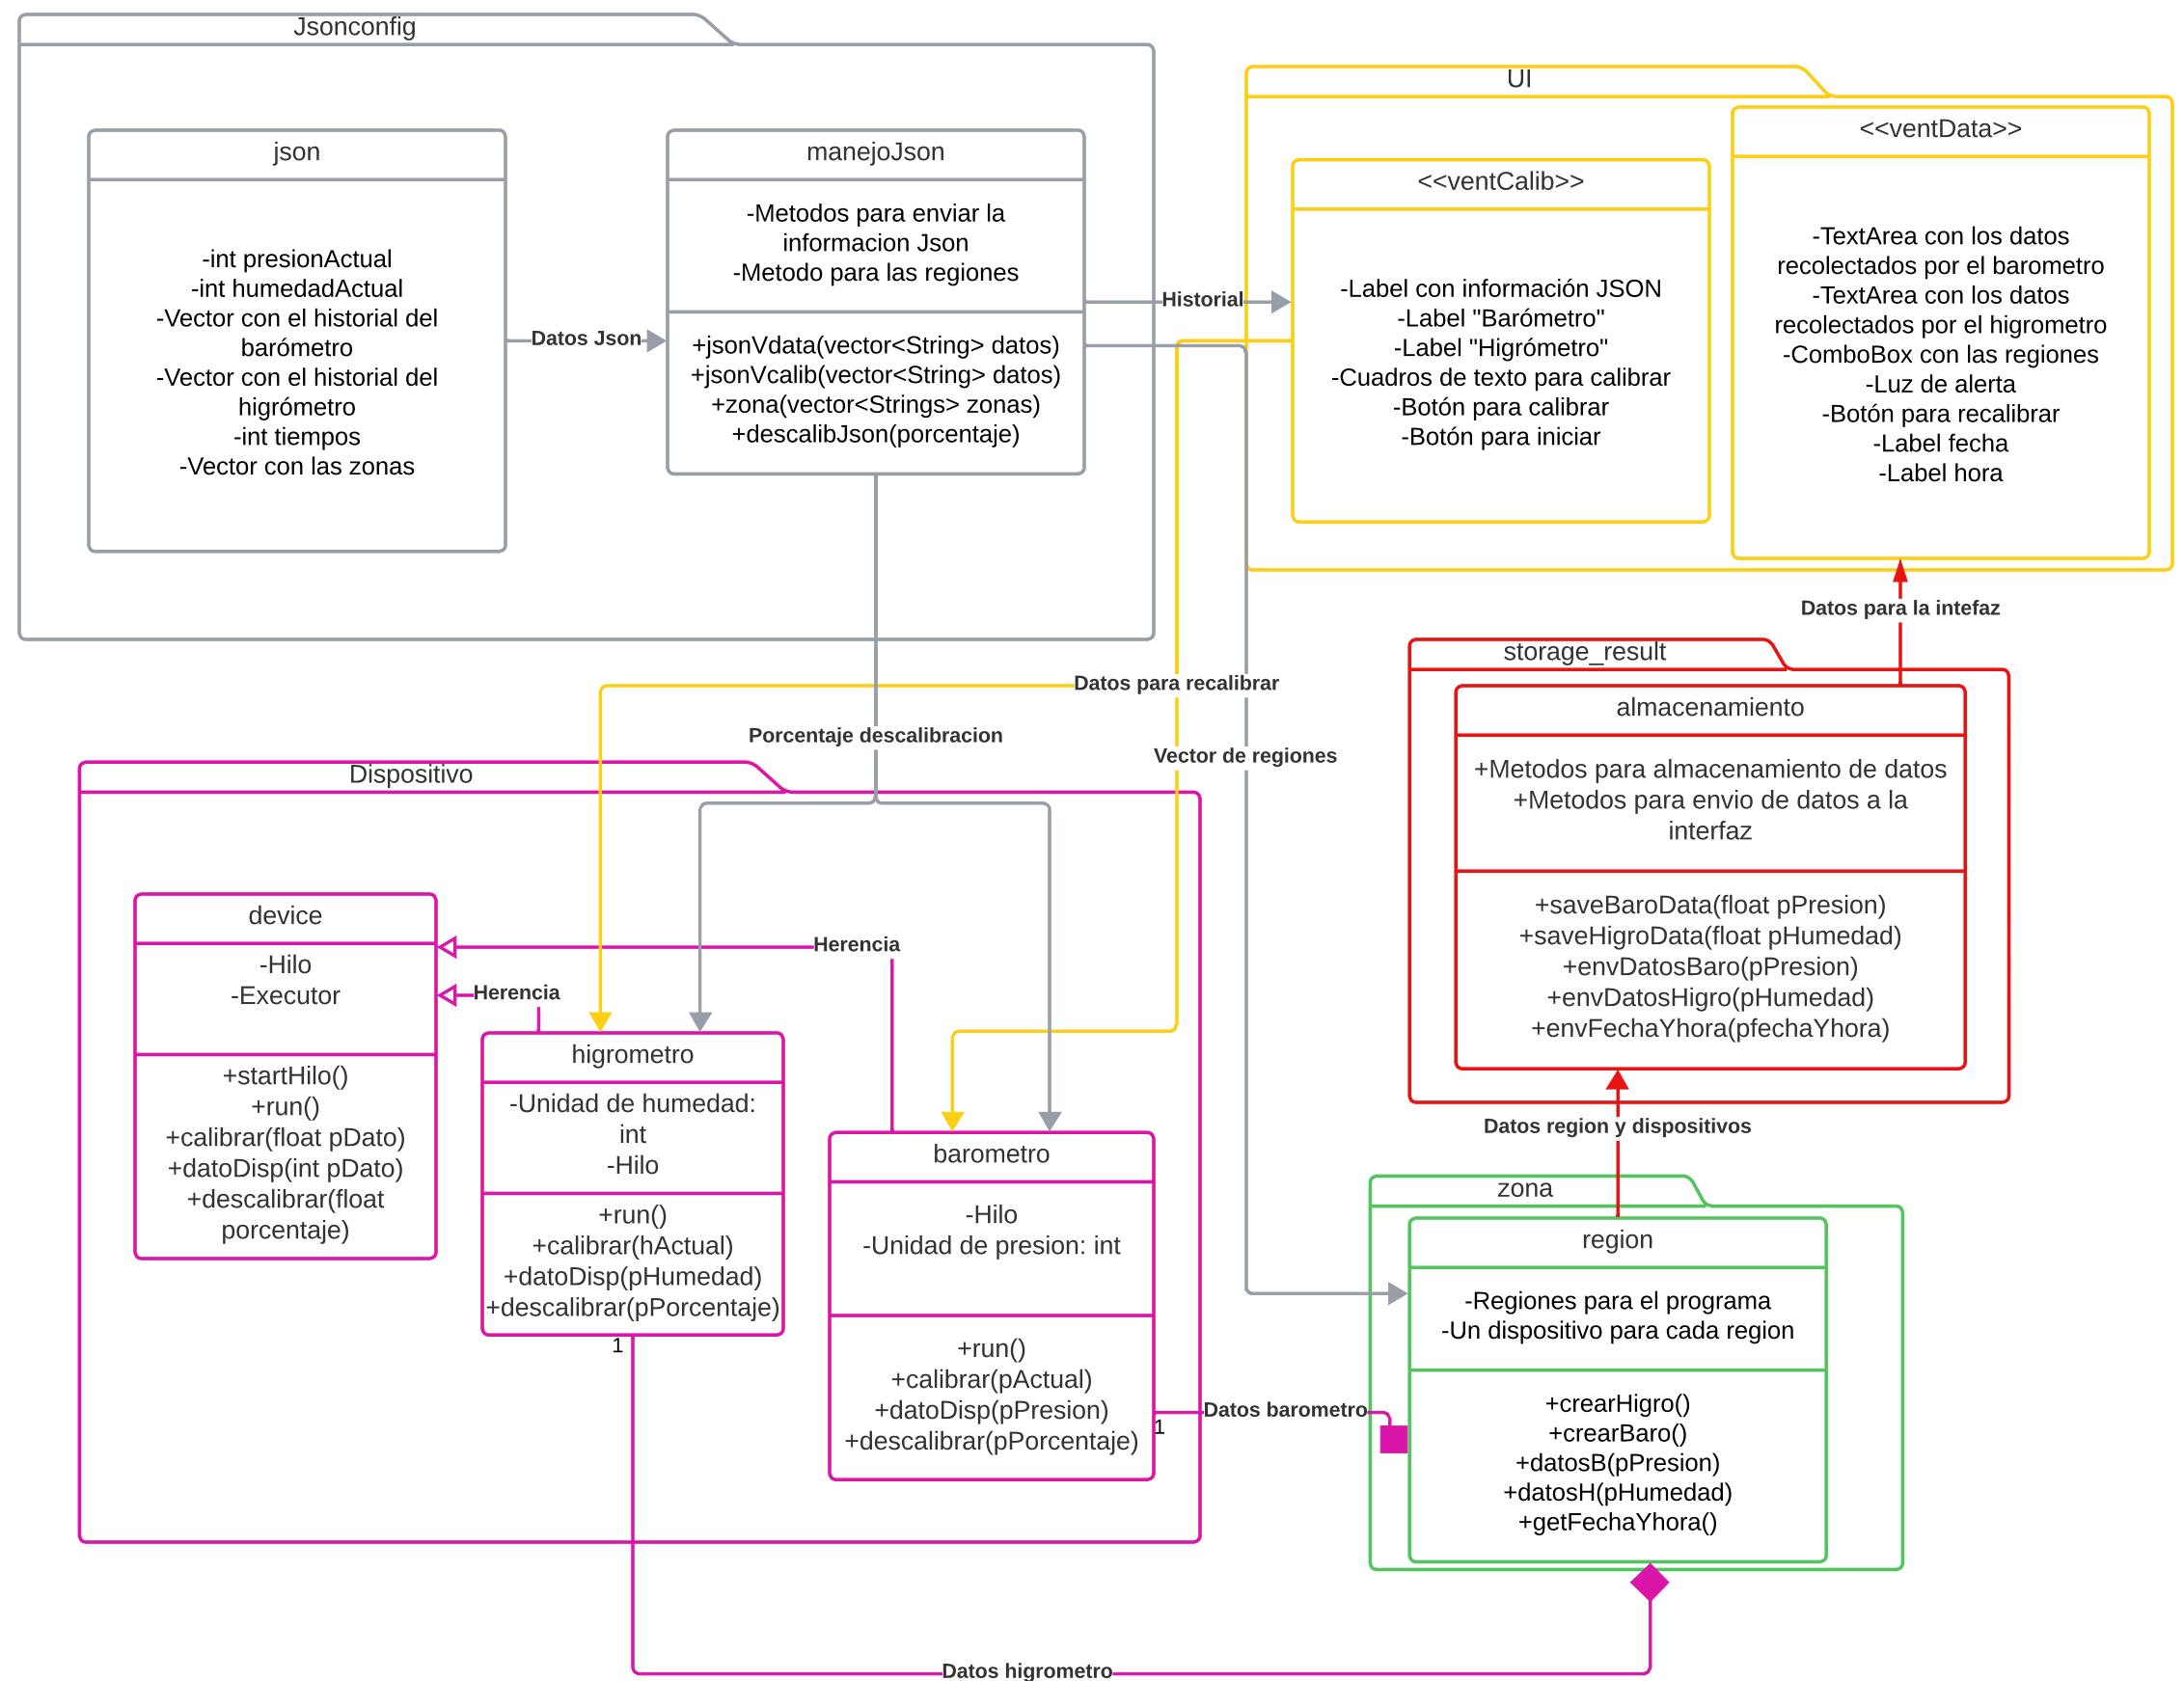 Jsonconfig
json
-int presionActual
-int humedadActual
-Vector con el historial del
barómetro
-Vector con el historial del
higrómetro
-int tiempos
-Vector con las zonas
Datos Json
manejoJson
-Metodos para enviar la
informacion Json
-Metodo para las regiones
+jsonVdata(vector<String> datos)
+jsonVcalib(vector<String> datos)
+zona(vector<Strings> zonas)
+descalibJson(porcentaje)
Historial
UI
<<ventCalib>>
-Label con información JSON
-Label "Barómetro"
-Label "Higrómetro"
-Cuadros de texto para calibrar
-Botón para calibrar
-Botón para iniciar
<<ventData>>
-TextArea con los datos
recolectados por el barometro
-TextArea con los datos
recolectados por el higrometro
-ComboBox con las regiones
-Luz de alerta
-Botón para recalibrar
-Label fecha
-Label hora
Datos para la intefaz
storage_result
almacenamiento
+Metodos para almacenamiento de datos
+Metodos para envio de datos a la
interfaz
+saveBaroData(float pPresion)
+saveHigroData(float pHumedad)
+envDatosBaro(pPresion)
+envDatosHigro(pHumedad)
+envFechaYhora(pfechaYhora)
Datos para recalibrar
Porcentaje descalibracion
Vector de regiones
Dispositivo
device
-Hilo
-Executor
+startHilo()
+run()
+calibrar(float pDato)
+datoDisp(int pDato)
+descalibrar(float
porcentaje)
Herencia
Herencia
higrometro
-Unidad de humedad:
int
-Hilo
+run()
+calibrar(hActual)
+datoDisp(pHumedad)
+descalibrar(pPorcentaje)
1
barometro
-Hilo
-Unidad de presion: int
+run()
+calibrar(pActual)
+datoDisp(pPresion)
+descalibrar(pPorcentaje)
1
Datos barometro
Datos region y dispositivos
zona
region
-Regiones para el programa
-Un dispositivo para cada region
+crearHigro()
+crearBaro()
+datosB(pPresion)
+datosH(pHumedad)
+getFechaYhora()
Datos higrometro